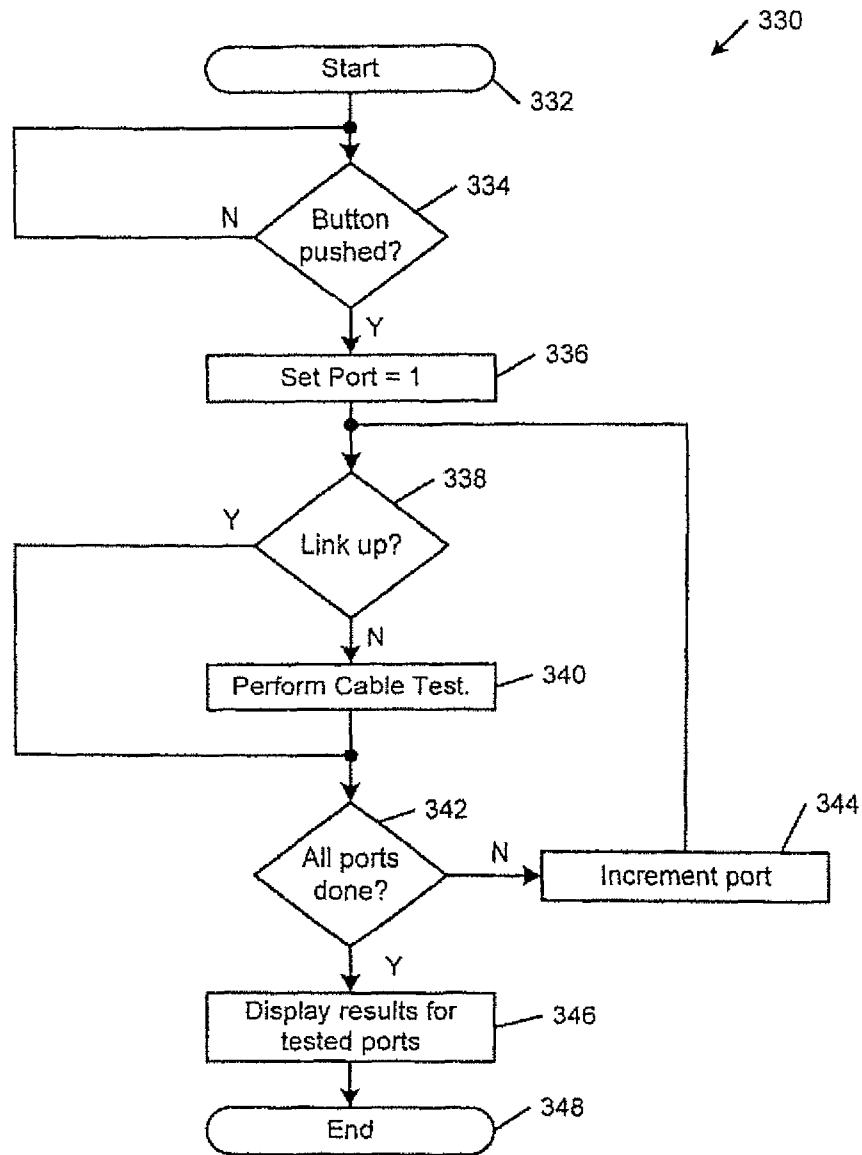 330
Start
332
334
N
Button
pushed?
Y
336
Set Port = 1
338
Y
Link up?
N
340
Perform Cable Test.
342
344
All ports
done?
N
Increment port
Y
Display results for
tested ports
346
End
348